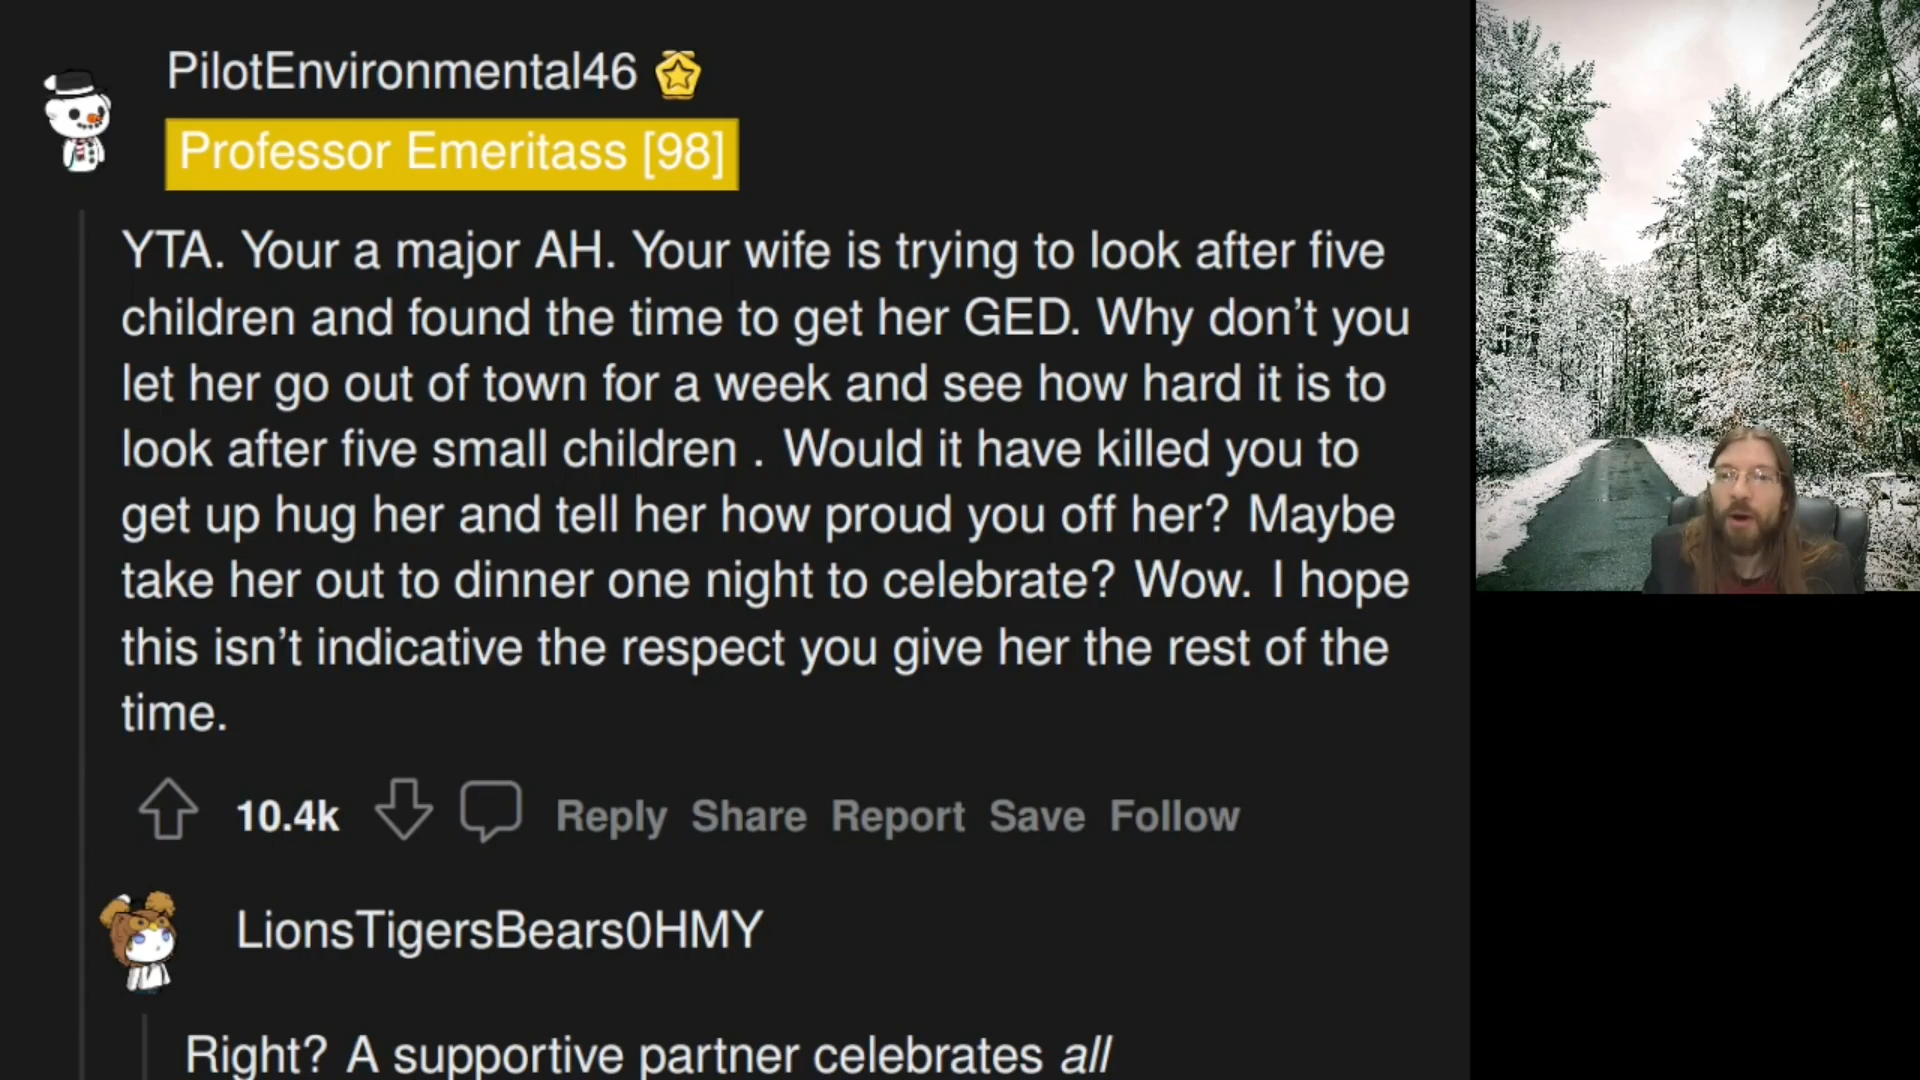 PilotEnvironmental46
Professor Emeritass [98]
YTA. Your a major AH. Your wife is trying to look after five
children and found the time to get her GED. Why don’t you
let her go out of town for a week and see how hard it is to
look after five small children . Would it have killed you to
get up hug her and tell her how proud you off her? Maybe
take her out to dinner one night to celebrate? Wow. I hope
this isn’t indicative the respect you give her the rest of the
time.
10.4k Reply Share Report Save Follow
LionsTigersBears0HMY
Right? A supportive partner celebrates all